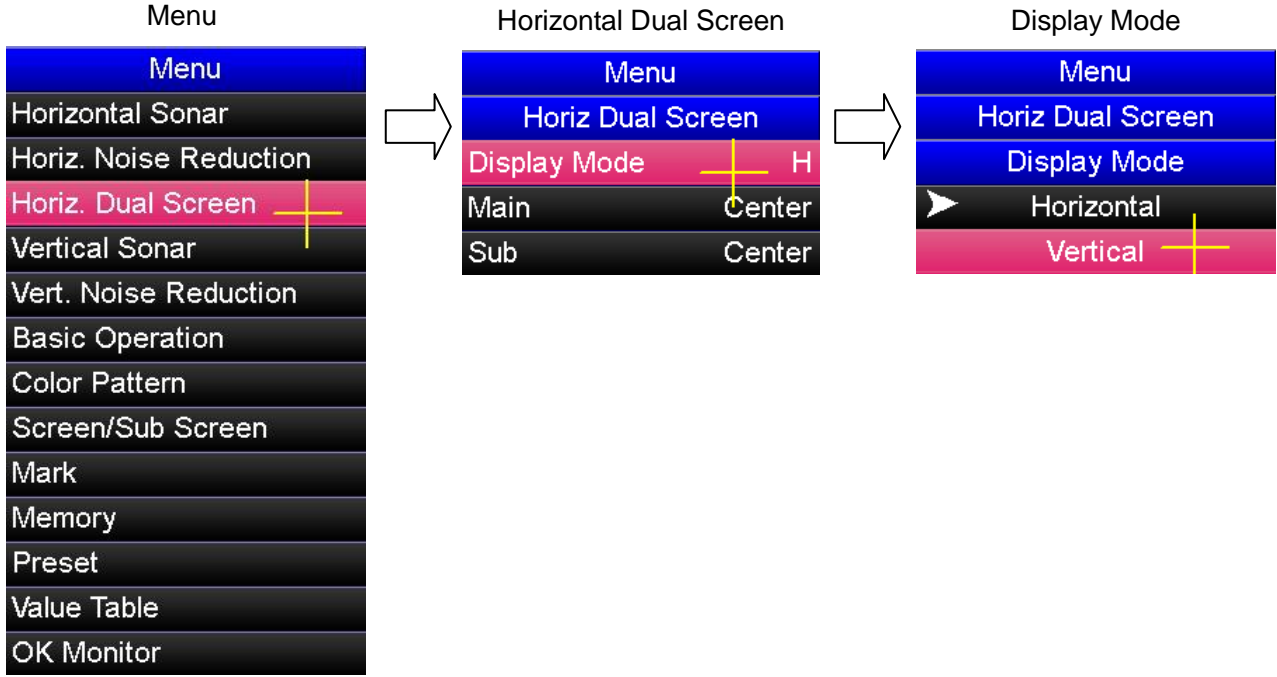 Menu
Menu
Horizontal Sonar
Horiz. Noise Reduction
Horiz. Dual Screen
Vertical Sonar
Vert. Noise Reduction
Basic Operation
Color Pattern
Screen/Sub Screen
Mark
Memory
Preset
Value Table
OK Monitor
Horizontal Dual Screen
Menu
Horiz Dual Screen
Display Mode H
Main Center
Sub Center
Display Mode
Menu
Horiz Dual Screen
Display Mode
Horizontal
Vertical